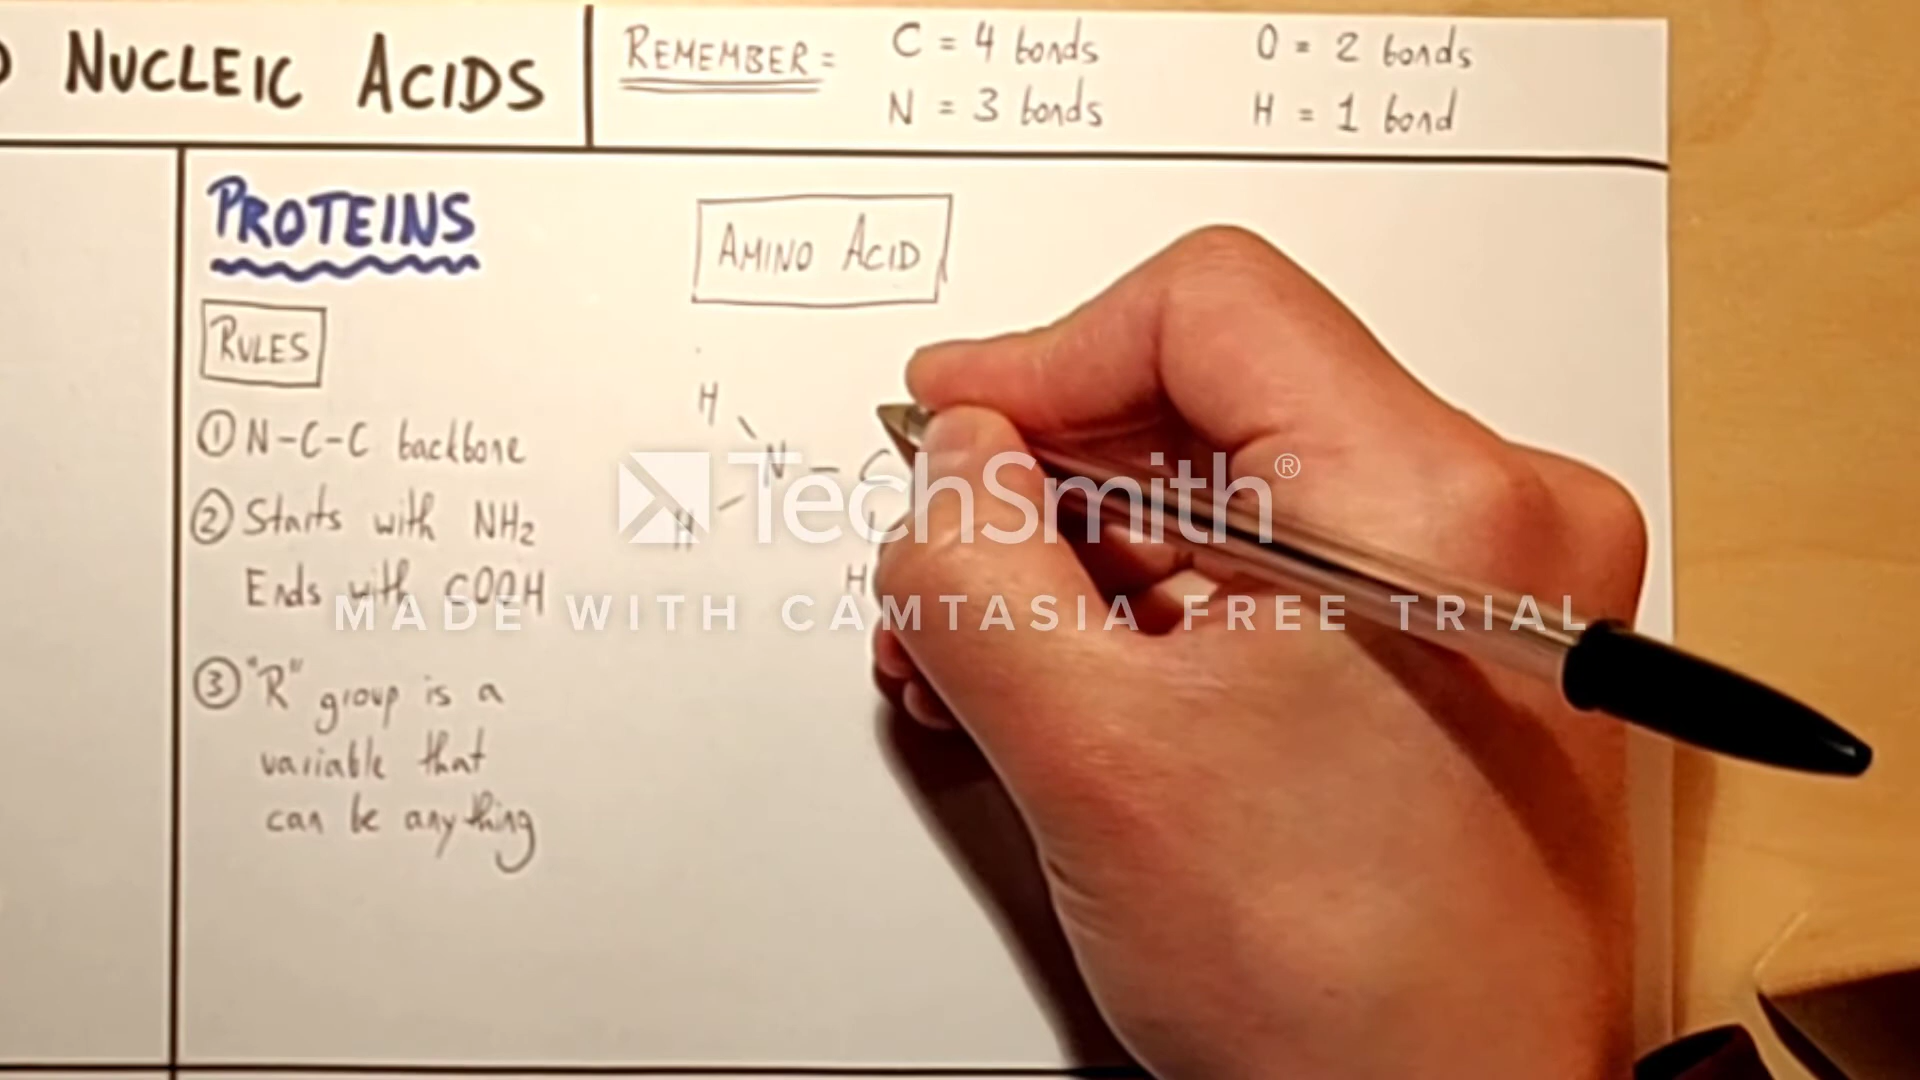 NUCLEIC ACIDS
REMEMBER =
C = 4 bonds
O = 2 bonds
N = 3 bonds
H = 1 bond
PROTEINS
AMINO ACID
RULES
① N-C-C backbone
② Starts with NH2
Ends with COOH
③ "R" group is a
variable that
can be anything
H
N - C
H
H
TechSmith®
MADE WITH CAMTASIA FREE TRIAL